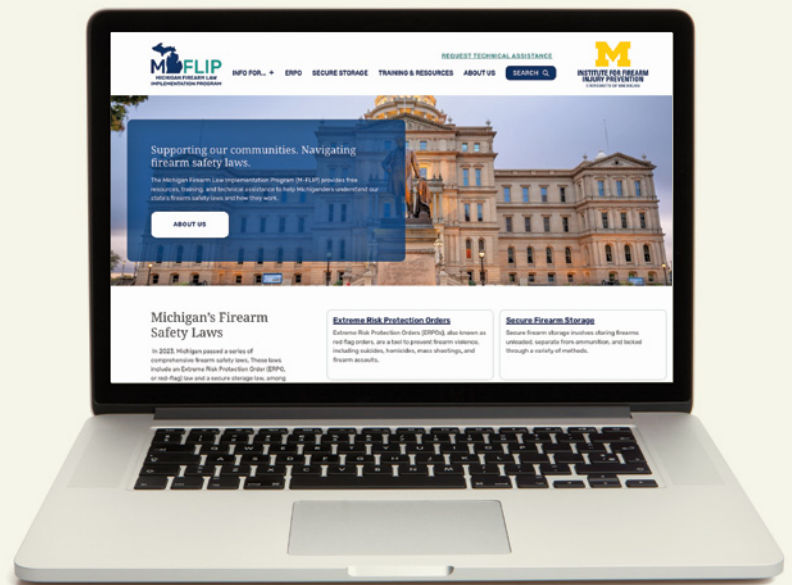 REQUEST TECHNICAL ASSISTANCE
M FLIP
MICHIGAN FIREARM LAW
IMPLEMENTATION PROGRAM
INFO FOR... +
ERPO
SECURE STORAGE
TRAINING & RESOURCES
ABOUT US
SEARCH
M
INSTITUTE FOR FIREARM
INJURY PREVENTION
UNIVERSITY OF MICHIGAN
Supporting our communities. Navigating
firearm safety laws.
The Michigan Firearm Law Implementation Program (M-FLIP) provides free
resources, training, and technical assistance to help Michiganders understand our
state's firearm safety laws and how they work.
ABOUT US
Michigan's Firearm
Safety Laws
In 2023, Michigan passed a series of
comprehensive firearm safety laws. These laws
include an Extreme Risk Protection Order (ERPO,
or red-flag) law and a secure storage law, among
Extreme Risk Protection Orders
Extreme Risk Protection Orders (ERPOs), also known as
red flag orders, are a tool to prevent firearm violence,
including suicides, homicides, mass shootings, and
firearm assaults.
Secure Firearm Storage
Secure firearm storage involves storing firearms
unloaded, separate from ammunition, and locked
through a variety of methods.